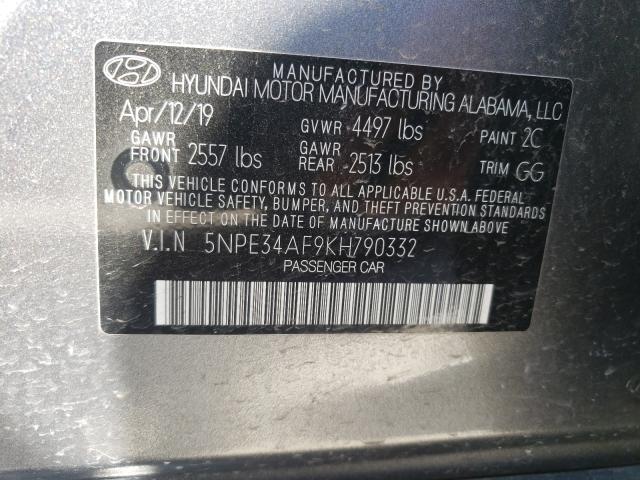 MANUFACTURED BY
HYUNDAI MOTOR MANUFACTURING ALABAMA, LLC
Apr/12/19 GVWR 4497 lbs PAINT 2C
GAWR FRONT 2557 lbs GAWR REAR 2513 lbs TRIM GG
THIS VEHICLE CONFORMS TO ALL APPLICABLE U.S.A. FEDERAL
MOTOR VEHICLE SAFETY, BUMPER, AND THEFT PREVENTION STANDARDS
IN EFFECT ON THE DATE OF MANUFACTURE SHOWN ABOVE
V.I.N 5NPE34AF9KH790332
PASSENGER CAR